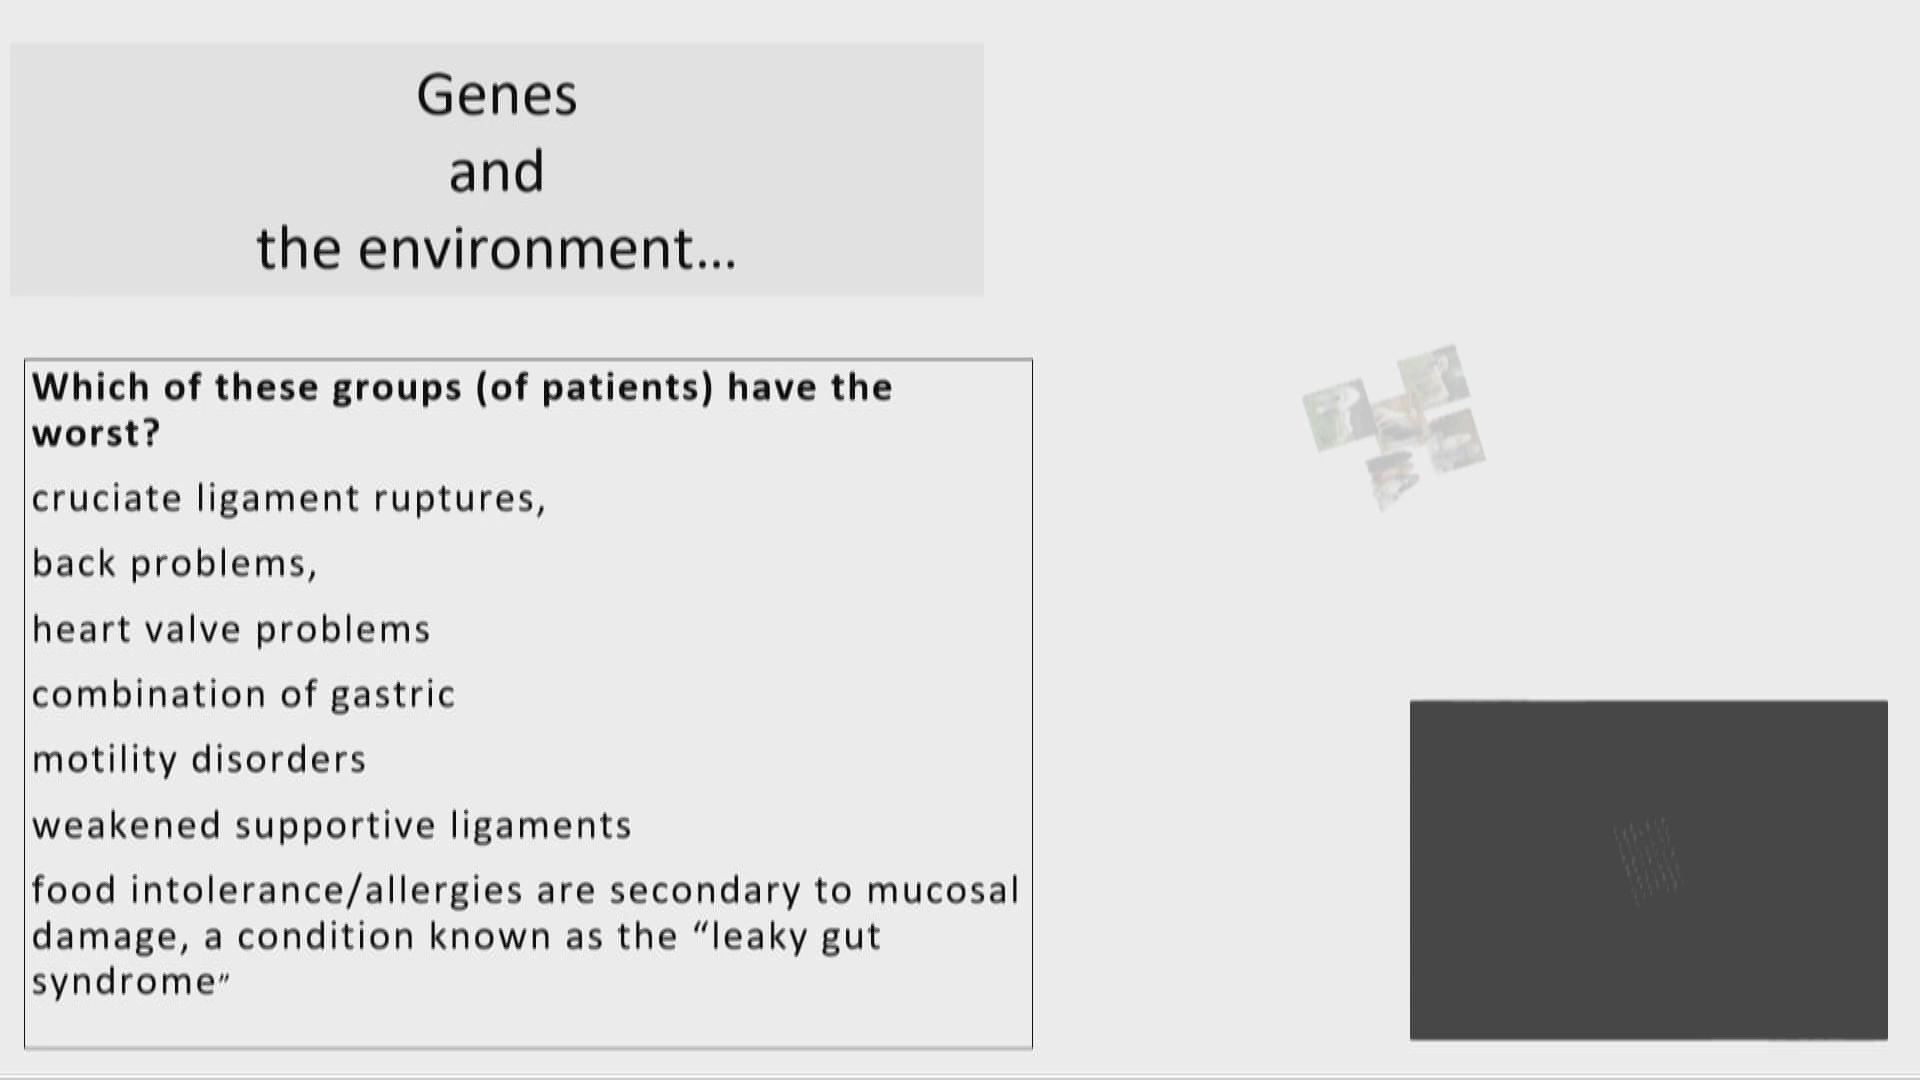 Genes
and
the environment...
Which of these groups (of patients) have the
worst?
cruciate ligament ruptures,
back problems,
heart valve problems
combination of gastric
motility disorders
weakened supportive ligaments
food intolerance/allergies are secondary to mucosal
damage, a condition known as the “leaky gut
syndrome”